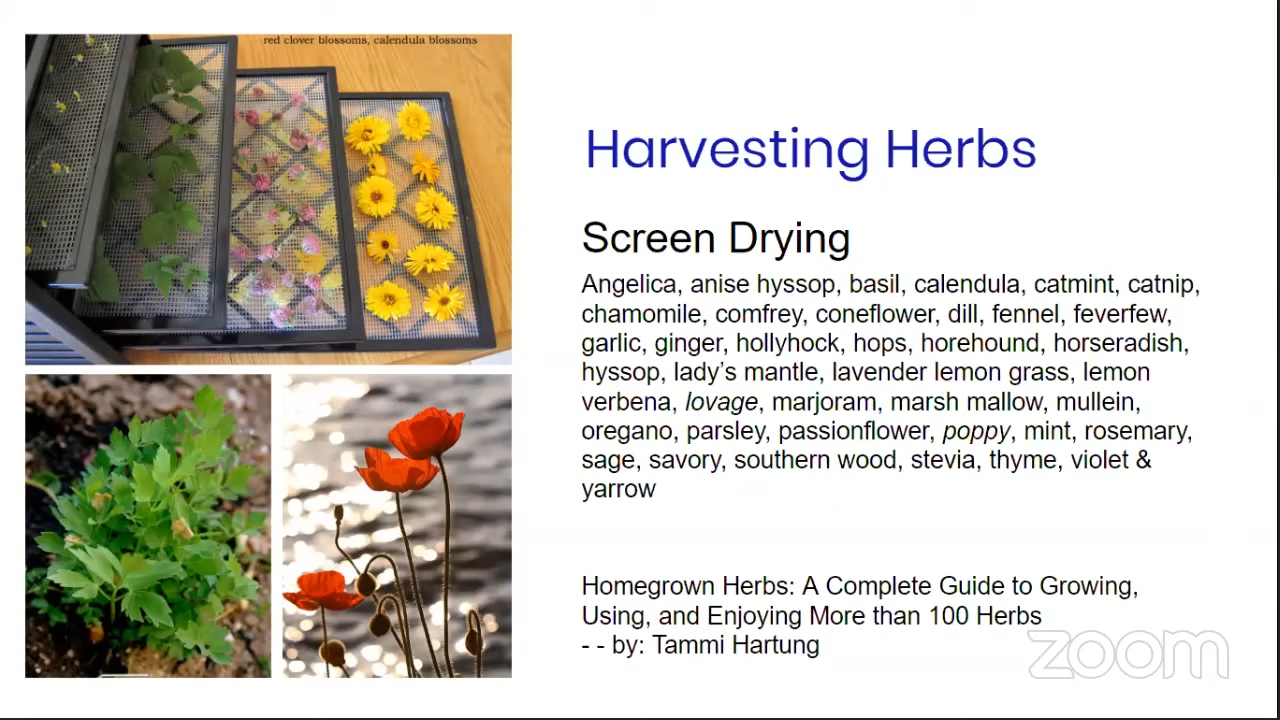 red clover blossoms, calendula blossoms
Harvesting Herbs
Screen Drying
Angelica, anise hyssop, basil, calendula, catmint, catnip,
chamomile, comfrey, coneflower, dill, fennel, feverfew,
garlic, ginger, hollyhock, hops, horehound, horseradish,
hyssop, lady’s mantle, lavender lemon grass, lemon
verbena, lovage, marjoram, marsh mallow, mullein,
oregano, parsley, passionflower, poppy, mint, rosemary,
sage, savory, southern wood, stevia, thyme, violet &
yarrow
Homegrown Herbs: A Complete Guide to Growing,
Using, and Enjoying More than 100 Herbs
- - by: Tammi Hartung
zoom